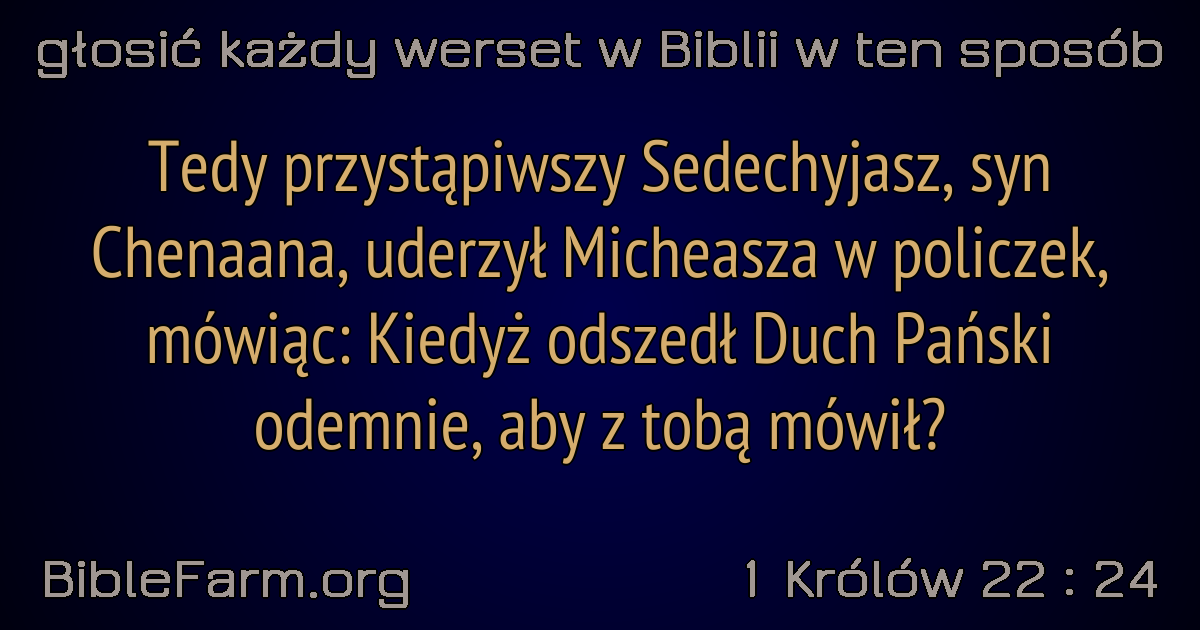 głosić każdy werset w Biblii w ten sposób
Tedy przystąpiwszy Sedechyjasz, syn
Chenaana, uderzył Micheasza w policzek,
mówiąc: Kiedyż odszedł Duch Pański
odemnie, aby z tobą mówił?
BibleFarm.org
1 Królów 22 : 24